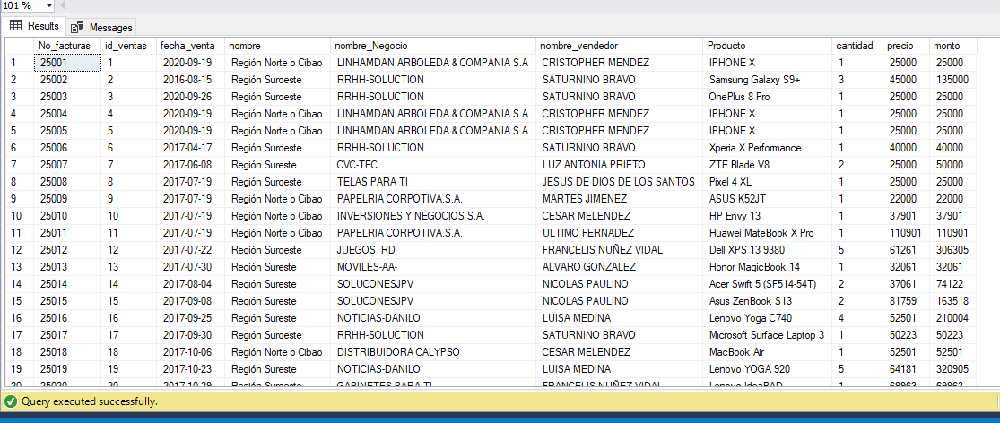 101 %
Results Messages
No_facturas id_ventas fecha_venta nombre nombre_Negocio nombre_vendedor Producto cantidad precio monto
1 25001 1 2020-09-19 Región Norte o Cibao LINHAMDAN ARBOLEDA & COMPANIA S.A CRISTOPHER MENDEZ IPHONE X 1 25000 25000
2 25002 2 2016-08-15 Región Suroeste RRHH-SOLUCTION SATURNINO BRAVO Samsung Galaxy S9+ 3 45000 135000
3 25003 3 2020-09-26 Región Suroeste RRHH-SOLUCTION SATURNINO BRAVO OnePlus 8 Pro 1 25000 25000
4 25004 4 2020-09-19 Región Norte o Cibao LINHAMDAN ARBOLEDA & COMPANIA S.A CRISTOPHER MENDEZ IPHONE X 1 25000 25000
5 25005 5 2020-09-19 Región Norte o Cibao LINHAMDAN ARBOLEDA & COMPANIA S.A CRISTOPHER MENDEZ IPHONE X 1 25000 25000
6 25006 6 2017-04-17 Región Suroeste RRHH-SOLUCTION SATURNINO BRAVO Xperia X Performance 1 40000 40000
7 25007 7 2017-06-08 Región Sureste CVC-TEC LUZ ANTONIA PRIETO ZTE Blade V8 2 25000 50000
8 25008 8 2017-07-19 Región Sureste TELAS PARA TI JESUS DE DIOS DE LOS SANTOS Pixel 4 XL 1 25000 25000
9 25009 9 2017-07-19 Región Norte o Cibao PAPELRIA CORPOTIVA.S.A. MARTES JIMENEZ ASUS K52JT 1 22000 22000
10 25010 10 2017-07-19 Región Norte o Cibao INVERSIONES Y NEGOCIOS S.A. CESAR MELENDEZ HP Envy 13 1 37901 37901
11 25011 11 2017-07-19 Región Norte o Cibao PAPELRIA CORPOTIVA.S.A. ULTIMO FERNADEZ Huawei MateBook X Pro 1 110901 110901
12 25012 12 2017-07-22 Región Suroeste JUEGOS_RD FRANCELIS NUÑEZ VIDAL Dell XPS 13 9380 5 61261 306305
13 25013 13 2017-07-30 Región Sureste MOVILES-AA- ALVARO GONZALEZ Honor MagicBook 14 1 32061 32061
14 25014 14 2017-08-04 Región Sureste SOLUCONESJPV NICOLAS PAULINO Acer Swift 5 (SF514-54T) 2 37061 74122
15 25015 15 2017-09-08 Región Sureste SOLUCONESJPV NICOLAS PAULINO Asus ZenBook S13 2 81759 163518
16 25016 16 2017-09-25 Región Sureste NOTICIAS-DANILO LUISA MEDINA Lenovo Yoga C740 4 52501 210004
17 25017 17 2017-09-30 Región Suroeste RRHH-SOLUCTION SATURNINO BRAVO Microsoft Surface Laptop 3 1 50223 50223
18 25018 18 2017-10-06 Región Norte o Cibao DISTRIBUIDORA CALYPSO CESAR MELENDEZ MacBook Air 1 52501 52501
19 25019 19 2017-10-23 Región Sureste NOTICIAS-DANILO LUISA MEDINA Lenovo YOGA 920 5 64181 320905
20 25020 20 2017-10-29 Región Suroeste GABINETES PARA TI FRANCELIS NUÑEZ VIDAL Lenovo IdeaPAD 1 69963 69963
Query executed successfully.